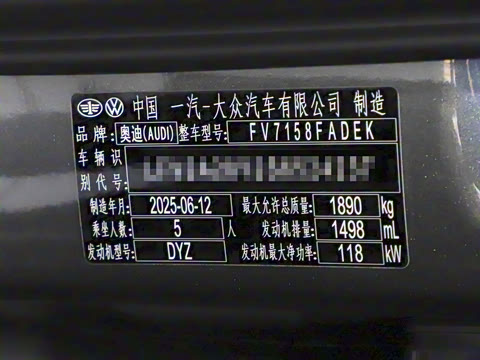 中国 一汽-大众汽车有限公司 制造
品牌: 奥迪(AUDI) 整车型号: FV7158FADEK
车辆识
别代号:
制造年月: 2025-06-12 最大允许总质量: 1890 kg
乘坐人数: 5 人 发动机排量: 1498 mL
发动机型号: DYZ 发动机最大净功率: 118 kW